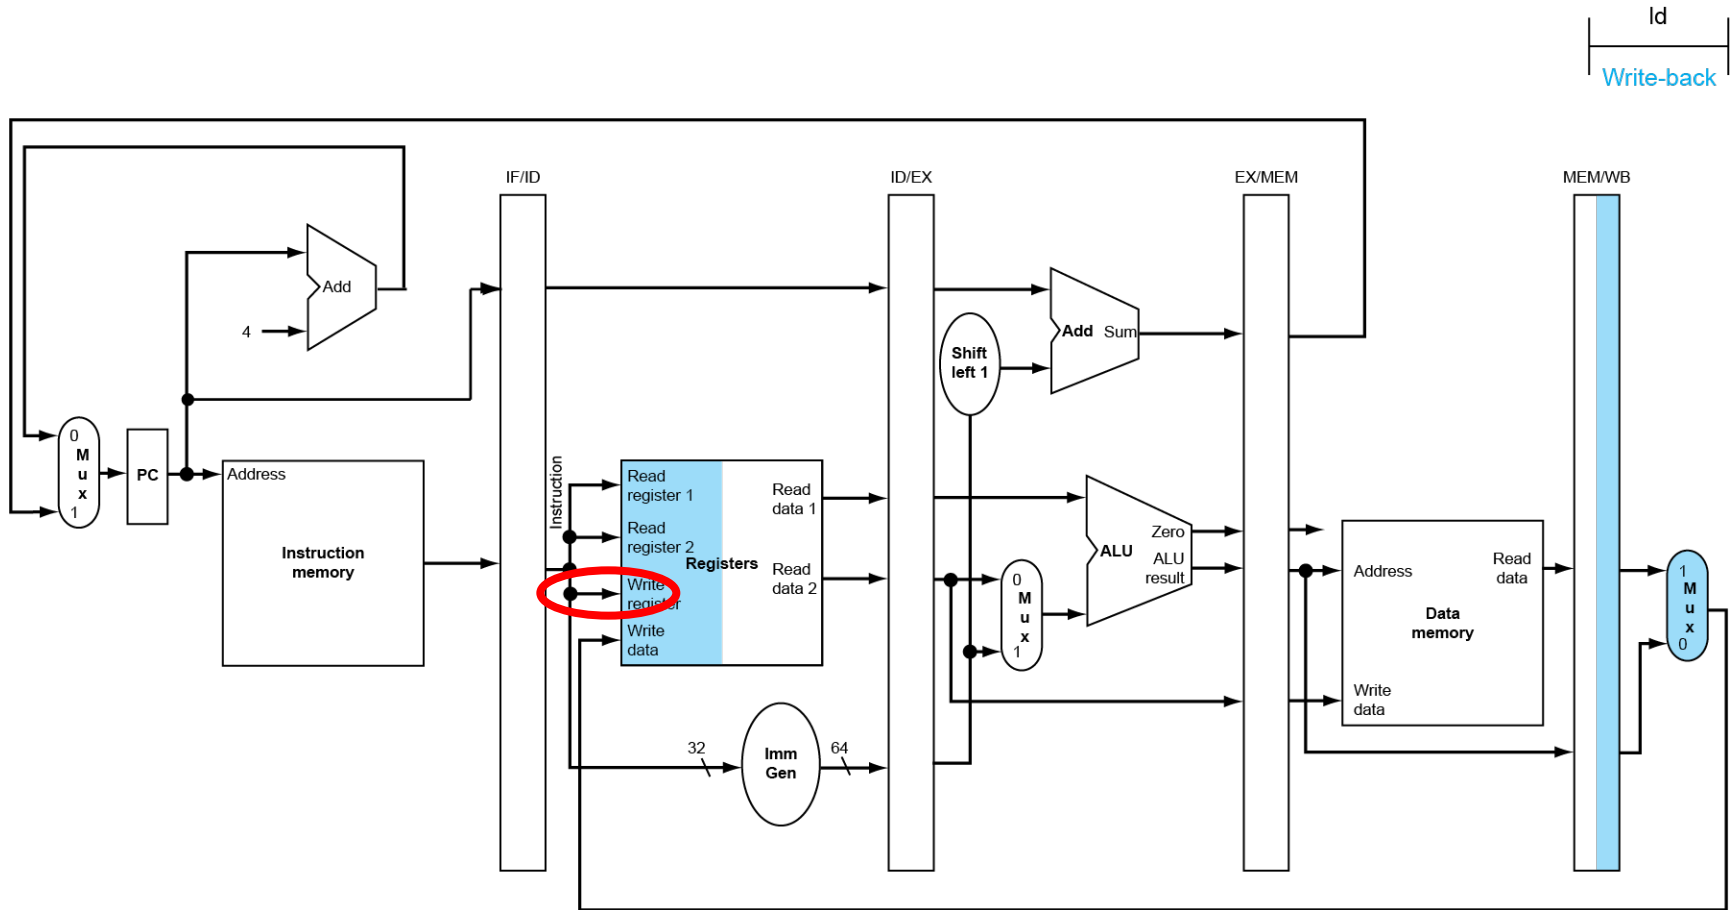 ld
Write-back
IF/ID
ID/EX
EX/MEM
MEM/WB
Add
4
Add Sum
Shift
left 1
0
M
u
x
1
PC
Address
Instruction
memory
Instruction
Read
register 1
Read
register 2
Registers
Write
register
Write
data
Read
data 1
Read
data 2
0
M
u
x
1
Zero
ALU
ALU
result
Address
Read
data
Data
memory
Write
data
1
M
u
x
0
32
Imm
Gen
64